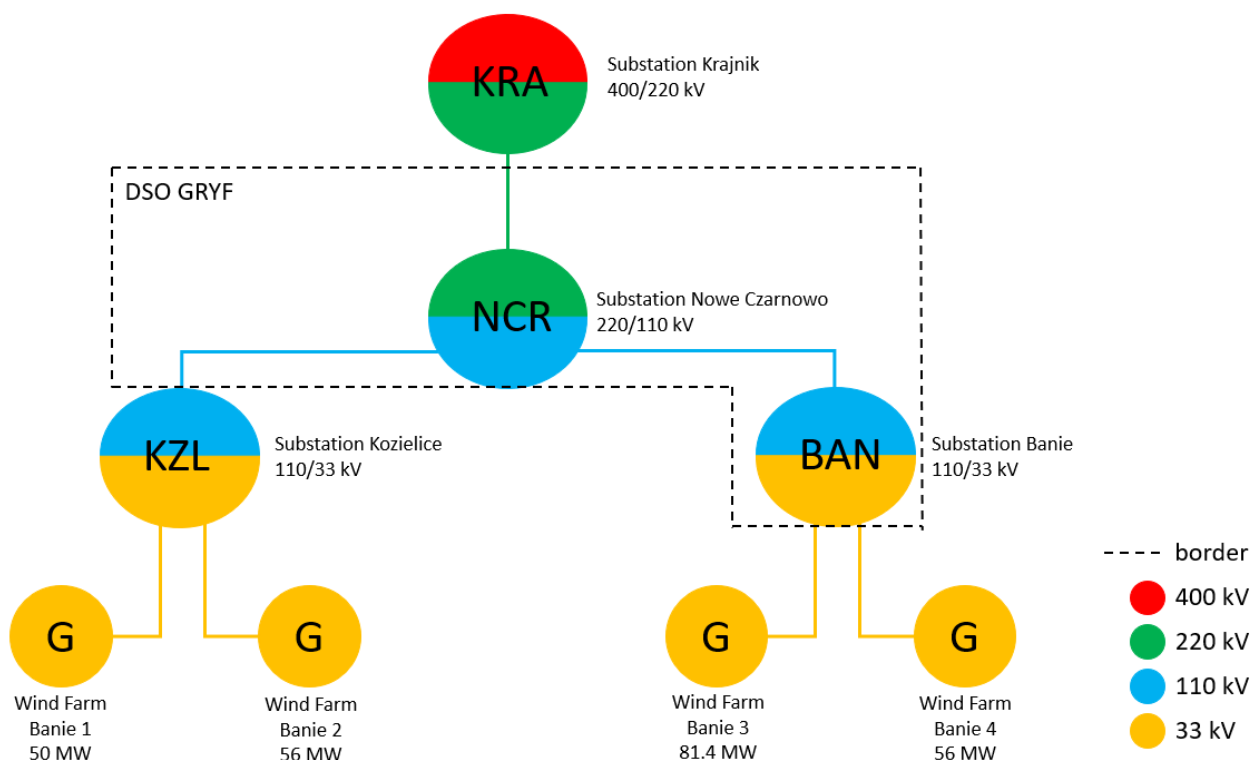 KRA
Substation Krajnik
400/220 kV
DSO GRYF
NCR
Substation Nowe Czarnowo
220/110 kV
KZL
Substation Kozielice
110/33 kV
BAN
Substation Banie
110/33 kV
G
Wind Farm
Banie 1
50 MW
G
Wind Farm
Banie 2
56 MW
G
Wind Farm
Banie 3
81.4 MW
G
Wind Farm
Banie 4
56 MW
border
400 kV
220 kV
110 kV
33 kV